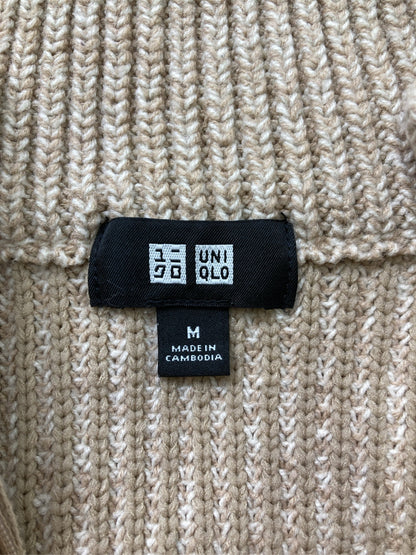 ユニ UNI
クロ QLO
M
MADE IN
CAMBODIA